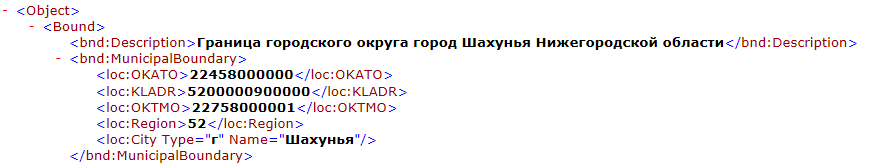 - <Object>
- <Bound>
<bnd:Description>Граница городского округа город Шахунья Нижегородской области</bnd:Description>
- <bnd:MunicipalBoundary>
<loc:OKATO>22458000000</loc:OKATO>
<loc:KLADR>5200000900000</loc:KLADR>
<loc:OKTMO>22758000001</loc:OKTMO>
<loc:Region>52</loc:Region>
<loc:City Type="г" Name="Шахунья"/>
</bnd:MunicipalBoundary>